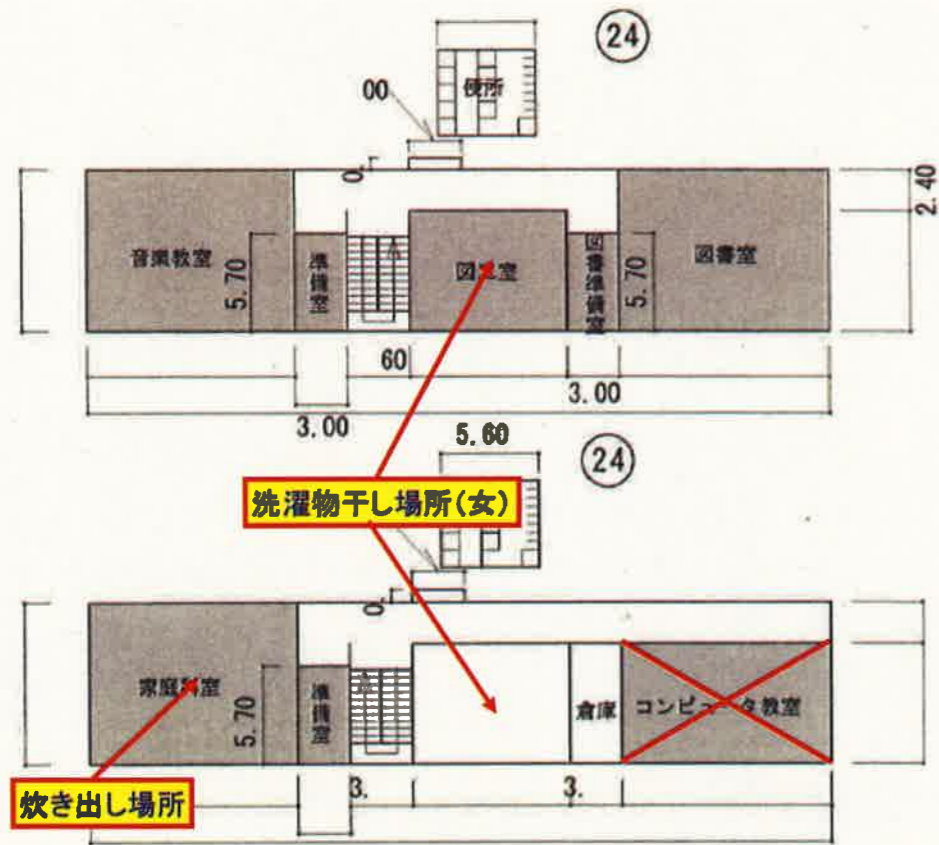 24
便所
00
0.
2.40
音楽教室
5.70
準備室
図書準備室
5.70
図書室
60
3.00
3.00
5.60
24
洗濯物干し場所(女)
0.
家庭科室
5.70
準備室
倉庫
コンピュータ教室
炊き出し場所
3.
3.